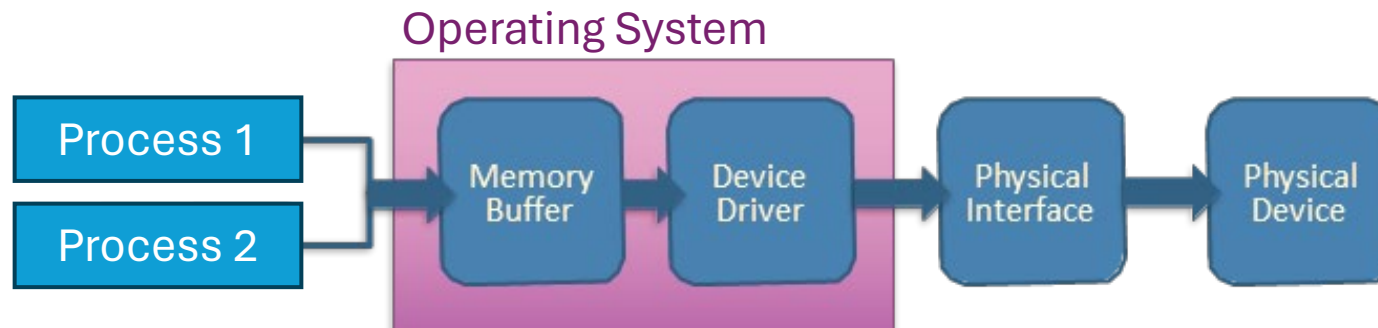 Operating System
Process 1
Process 2
Memory
Buffer
Device
Driver
Physical
Interface
Physical
Device